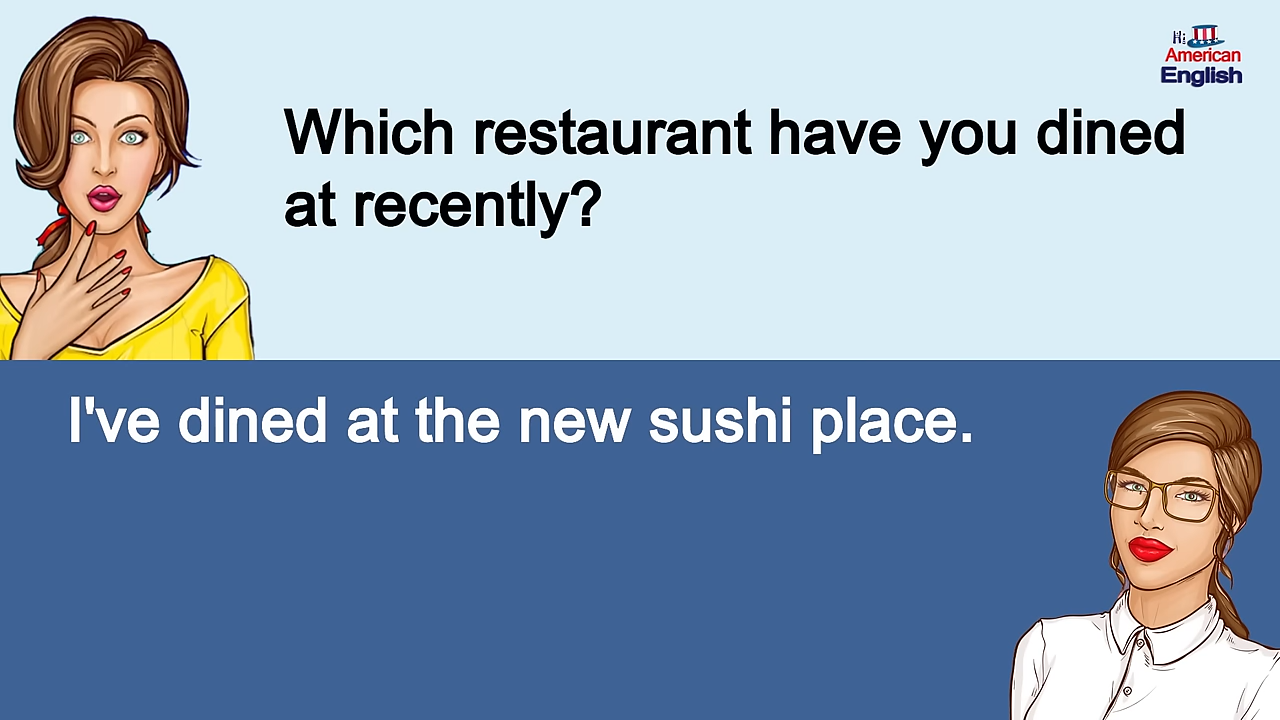 Hi
American
English
Which restaurant have you dined
at recently?
I've dined at the new sushi place.